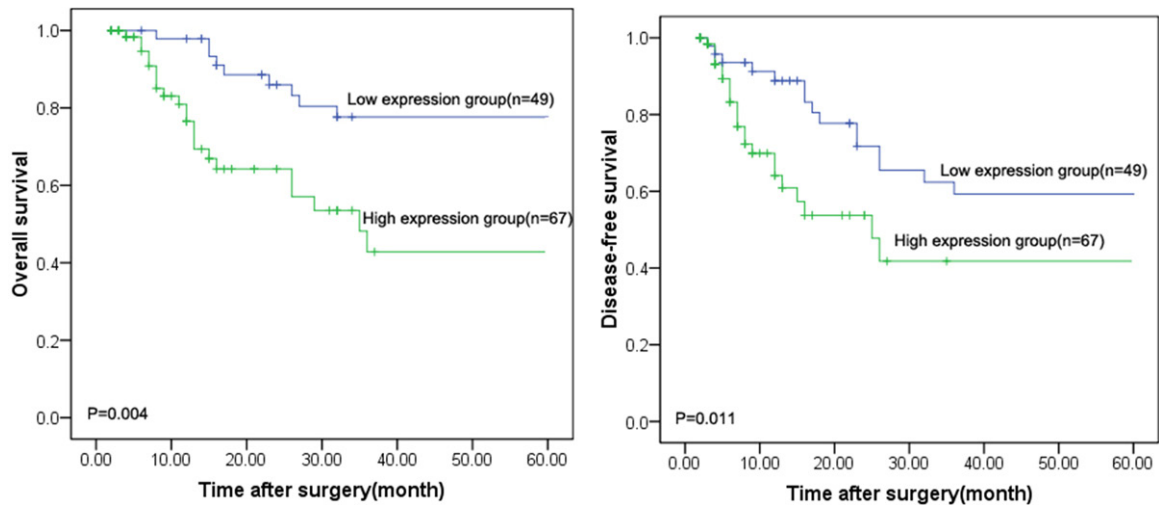 Overall survival
1.0
0.8
0.6
0.4
0.2
0.0
Low expression group(n=49)
High expression group(n=67)
P=0.004
0.00 10.00 20.00 30.00 40.00 50.00 60.00
Time after surgery(month)
Disease-free survival
1.0
0.8
0.6
0.4
0.2
0.0
Low expression group(n=49)
High expression group(n=67)
P=0.011
0.00 10.00 20.00 30.00 40.00 50.00 60.00
Time after surgery(month)